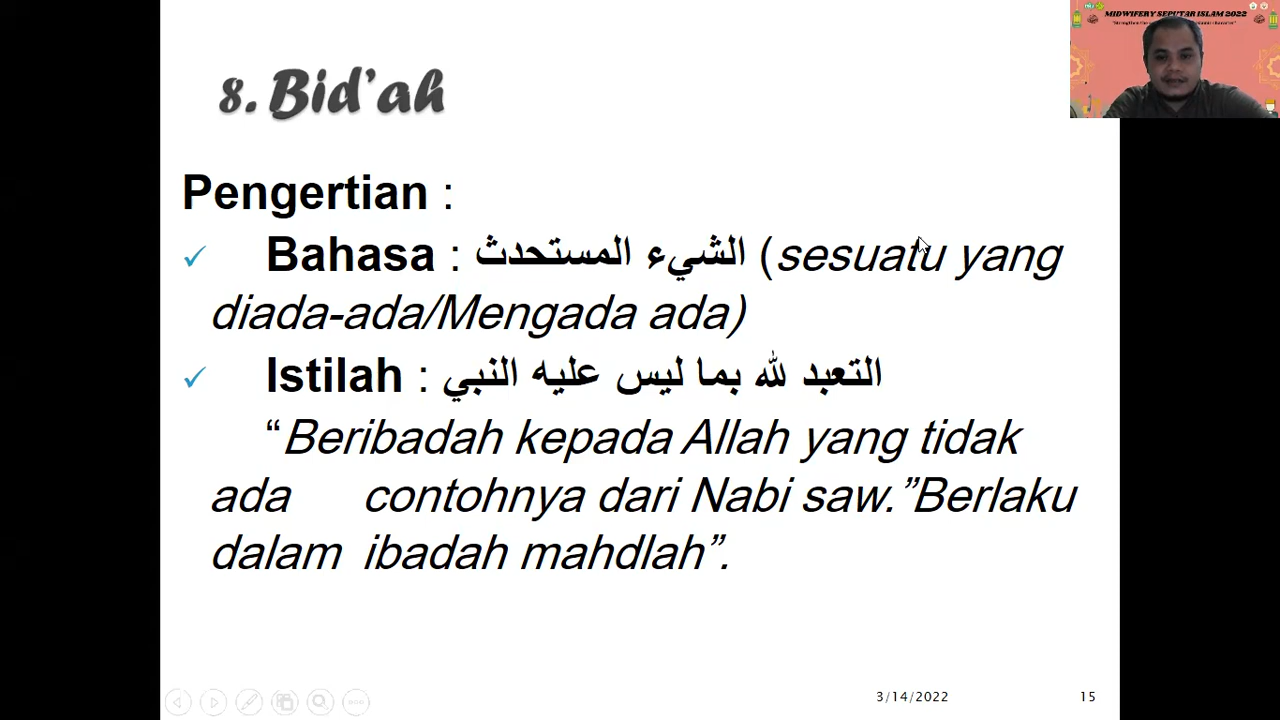 MIDWIFERY SEPUTAR ISLAM 2022
8. Bid’ah
Pengertian :
✓ Bahasa : الشيء المستحدث (sesuatu yang
diada-ada/Mengada ada)
✓ Istilah : التعبد لله بما ليس عليه النبي
“Beribadah kepada Allah yang tidak
ada contohnya dari Nabi saw.”Berlaku
dalam ibadah mahdlah”.
3/14/2022 15